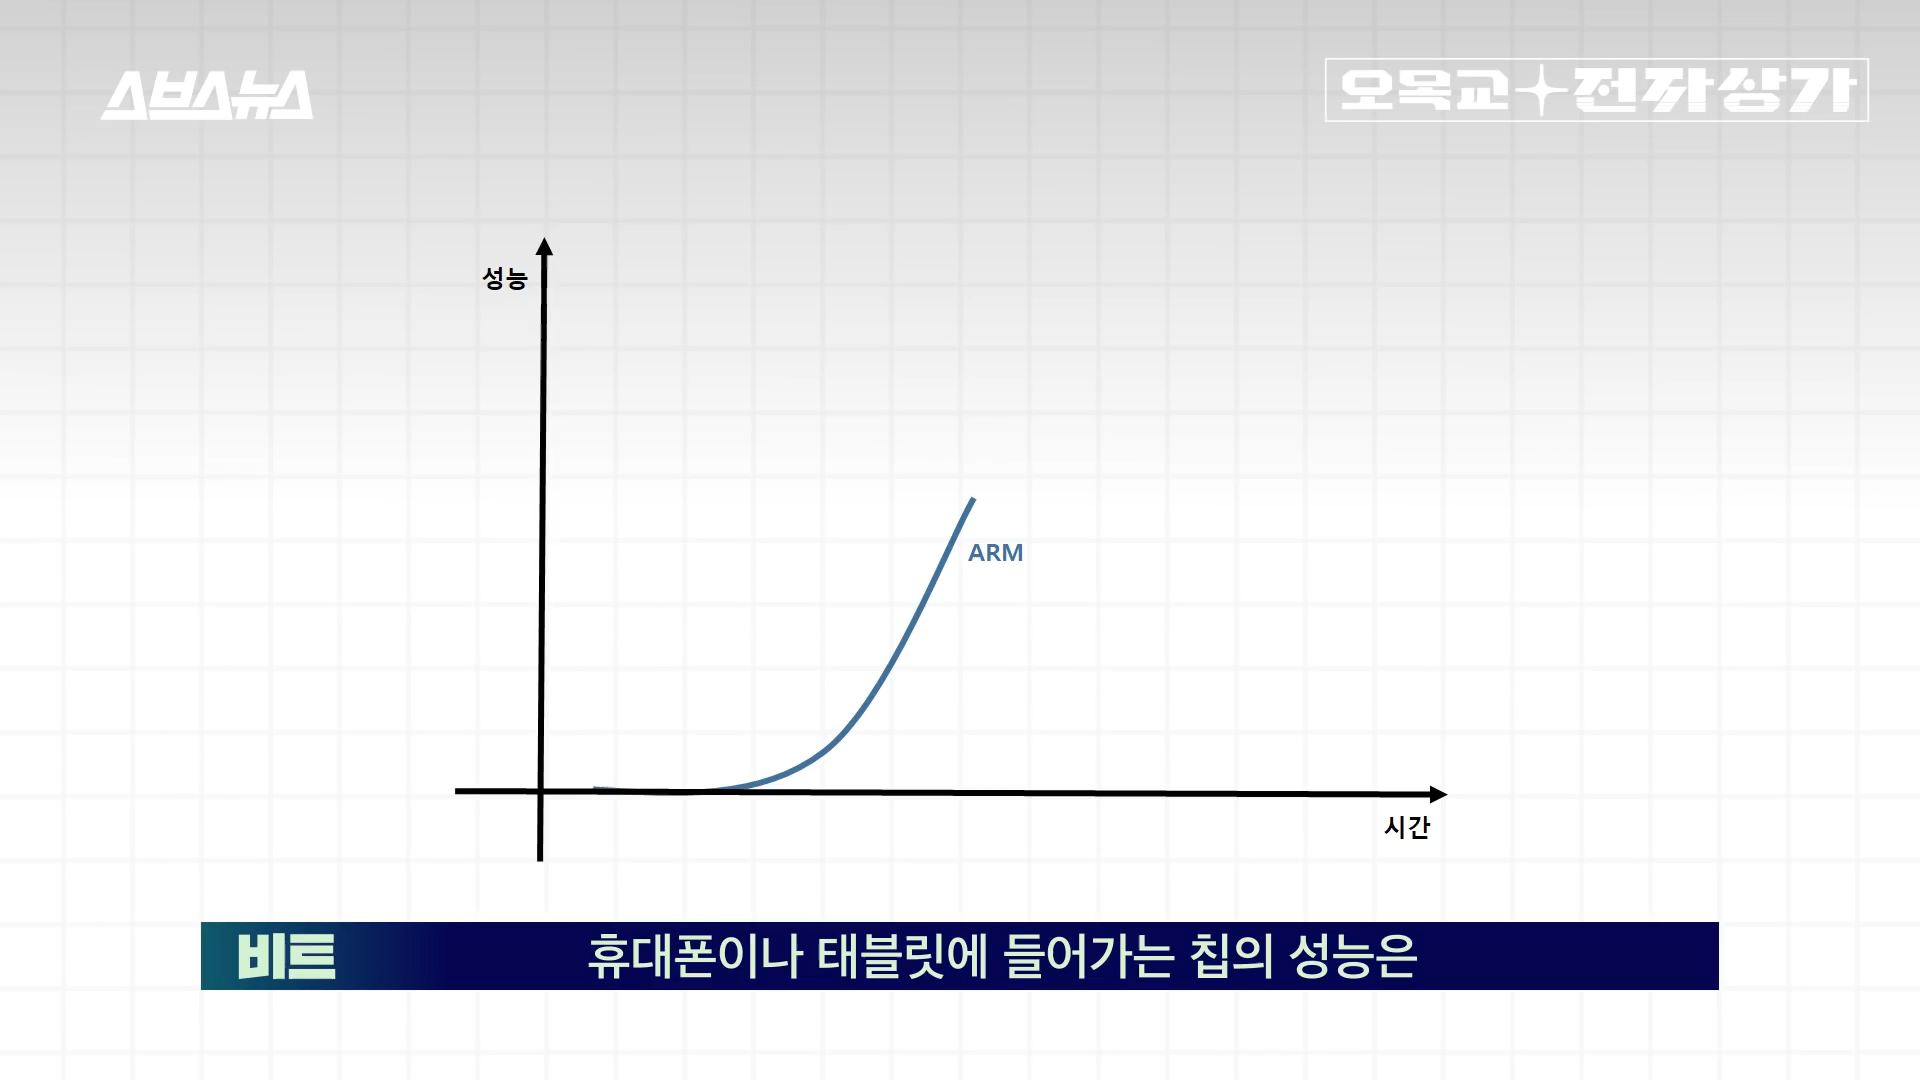 스브스뉴스
오목교 전자상가
성능
ARM
시간
비트 휴대폰이나 태블릿에 들어가는 칩의 성능은